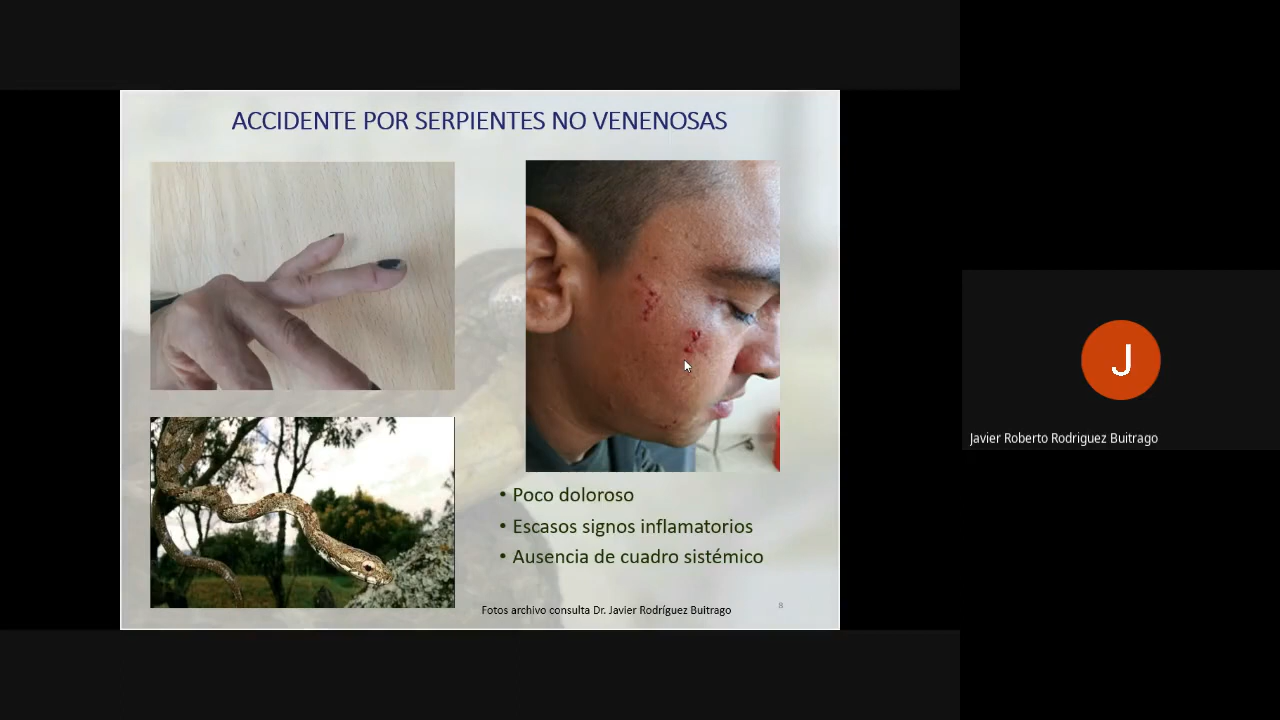 ACCIDENTE POR SERPIENTES NO VENENOSAS
• Poco doloroso
• Escasos signos inflamatorios
• Ausencia de cuadro sistémico
Fotos archivo consulta Dr. Javier Rodríguez Buitrago
8
J
Javier Roberto Rodriguez Buitrago